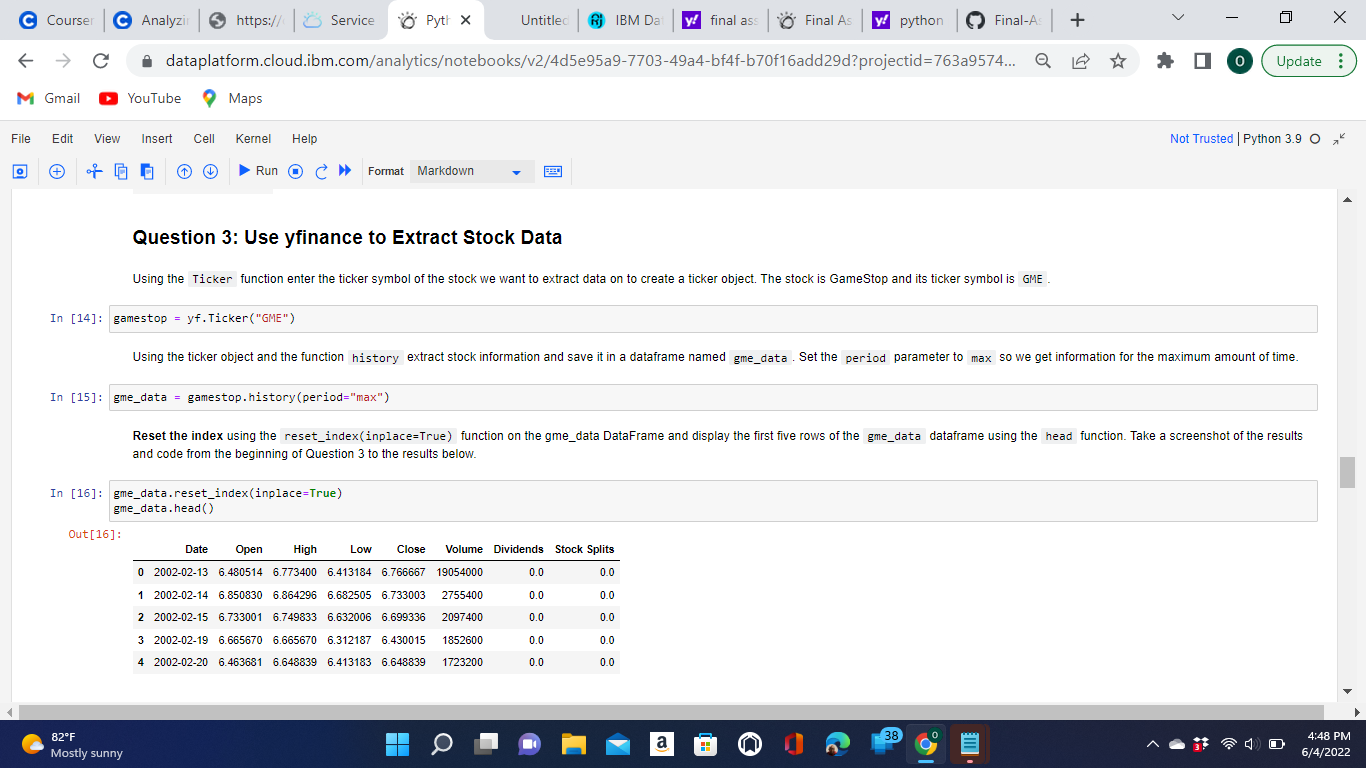 Courser
Analyzin
https://
Service
Pyth
Untitled
IBM Da
final ass
Final As
python
Final-As
dataplatform.cloud.ibm.com/analytics/notebooks/v2/4d5e95a9-7703-49a4-bf4f-b70f16add29d?projectid=763a9574...
O
Update
Gmail
YouTube
Maps
File Edit View Insert Cell Kernel Help
Not Trusted | Python 3.9
Run
Format
Markdown
Question 3: Use yfinance to Extract Stock Data
Using the Ticker function enter the ticker symbol of the stock we want to extract data on to create a ticker object. The stock is GameStop and its ticker symbol is GME .
In [14]: gamestop = yf.Ticker("GME")
Using the ticker object and the function history extract stock information and save it in a dataframe named gme_data . Set the period parameter to max so we get information for the maximum amount of time.
In [15]: gme_data = gamestop.history(period="max")
Reset the index using the reset_index(inplace=True) function on the gme_data DataFrame and display the first five rows of the gme_data dataframe using the head function. Take a screenshot of the results
and code from the beginning of Question 3 to the results below.
In [16]: gme_data.reset_index(inplace=True)
gme_data.head()
Out[16]:
Date Open High Low Close Volume Dividends Stock Splits
0 2002-02-13 6.480514 6.773400 6.413184 6.766667 19054000 0.0 0.0
1 2002-02-14 6.850830 6.864296 6.682505 6.733003 2755400 0.0 0.0
2 2002-02-15 6.733001 6.749833 6.632006 6.699336 2097400 0.0 0.0
3 2002-02-19 6.665670 6.665670 6.312187 6.430015 1852600 0.0 0.0
4 2002-02-20 6.463681 6.648839 6.413183 6.648839 1723200 0.0 0.0
82°F
Mostly sunny
38
4:48 PM
6/4/2022